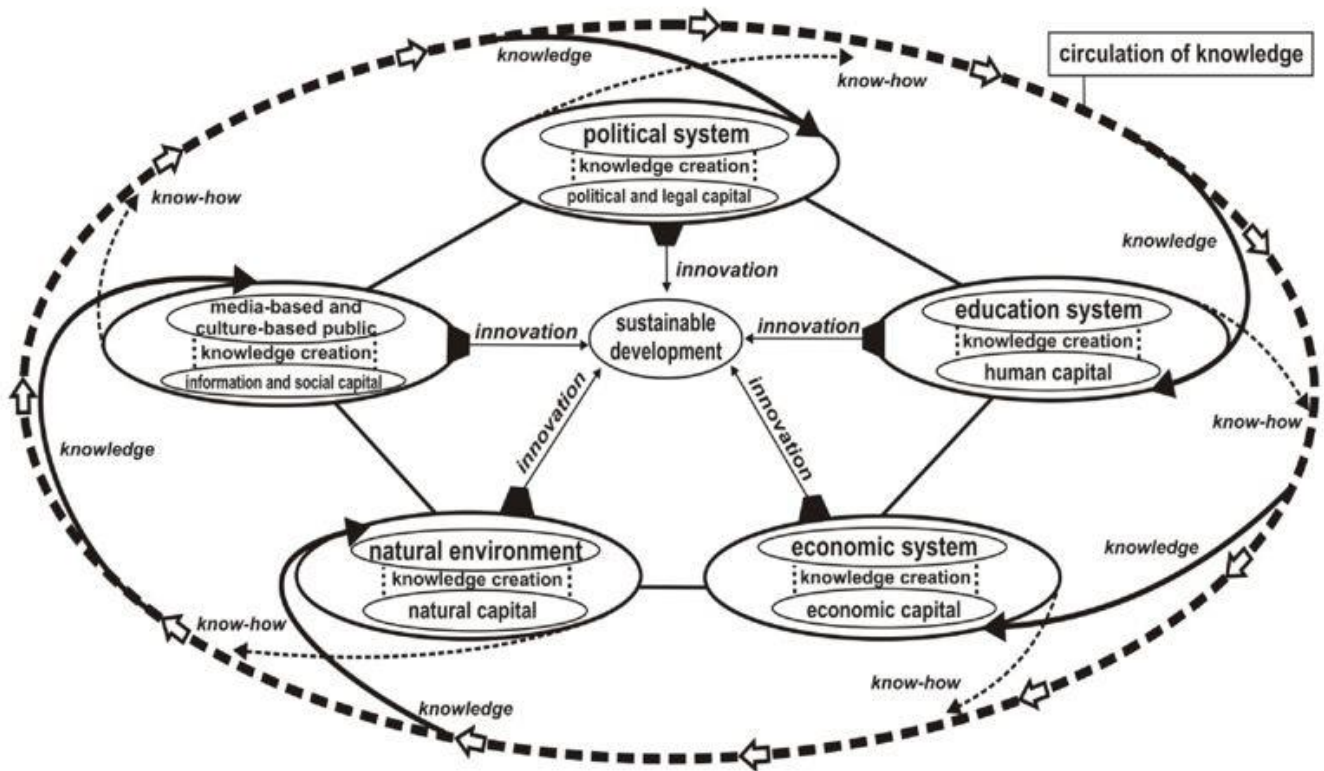 knowledge
circulation of knowledge
know-how
political system
knowledge creation
political and legal capital
know-how
knowledge
innovation
media-based and
culture-based public
knowledge creation
information and social capital
innovation
sustainable
development
innovation
education system
knowledge creation
human capital
know-how
knowledge
innovation
innovation
natural environment
knowledge creation
natural capital
economic system
knowledge creation
economic capital
knowledge
know-how
know-how
knowledge